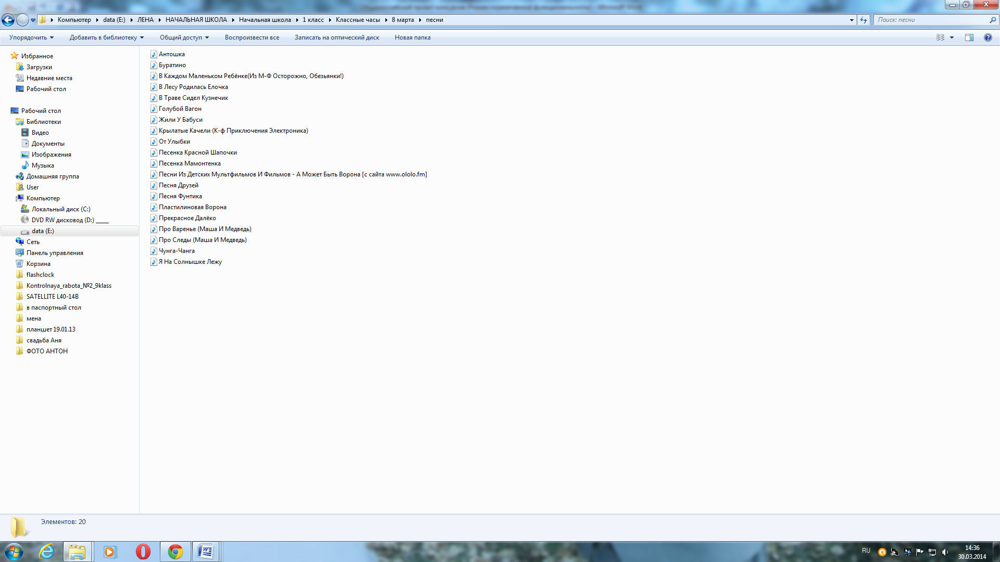 Компьютер data (E:) ЛЕНА НАЧАЛЬНАЯ ШКОЛА Начальная школа 1 класс Классные часы 8 марта песни
Поиск: песни
Упорядочить Добавить в библиотеку Общий доступ Воспроизвести все Записать на оптический диск Новая папка
Избранное
Загрузки
Недавние места
Рабочий стол
Рабочий стол
Библиотеки
Видео
Документы
Изображения
Музыка
Домашняя группа
User
Компьютер
Локальный диск (C:)
DVD RW дисковод (D:) _____
data (E:)
Сеть
Панель управления
Корзина
flashclock
Kontrolnaya_rabota_№2_9klass
SATELLITE L40-14B
в паспортный стол
мена
планшет 19.01.13
свадьба Аня
ФОТО АНТОН
Антошка
Буратино
В Каждом Маленьком Ребёнке(Из М-Ф Осторожно, Обезьянки!)
В Лесу Родилась Елочка
В Траве Сидел Кузнечик
Голубой Вагон
Жили У Бабуси
Крылатые Качели (К-ф Приключения Электроника)
От Улыбки
Песенка Красной Шапочки
Песенка Мамонтенка
Песни Из Детских Мультфильмов И Фильмов - А Может Быть Ворона [с сайта www.ololo.fm]
Песня Друзей
Песня Фунтика
Пластилиновая Ворона
Прекрасное Далёко
Про Варенье (Маша И Медведь)
Про Следы (Маша И Медведь)
Чунга-Чанга
Я На Солнышке Лежу
Элементов: 20
RU
14:36
30.03.2014